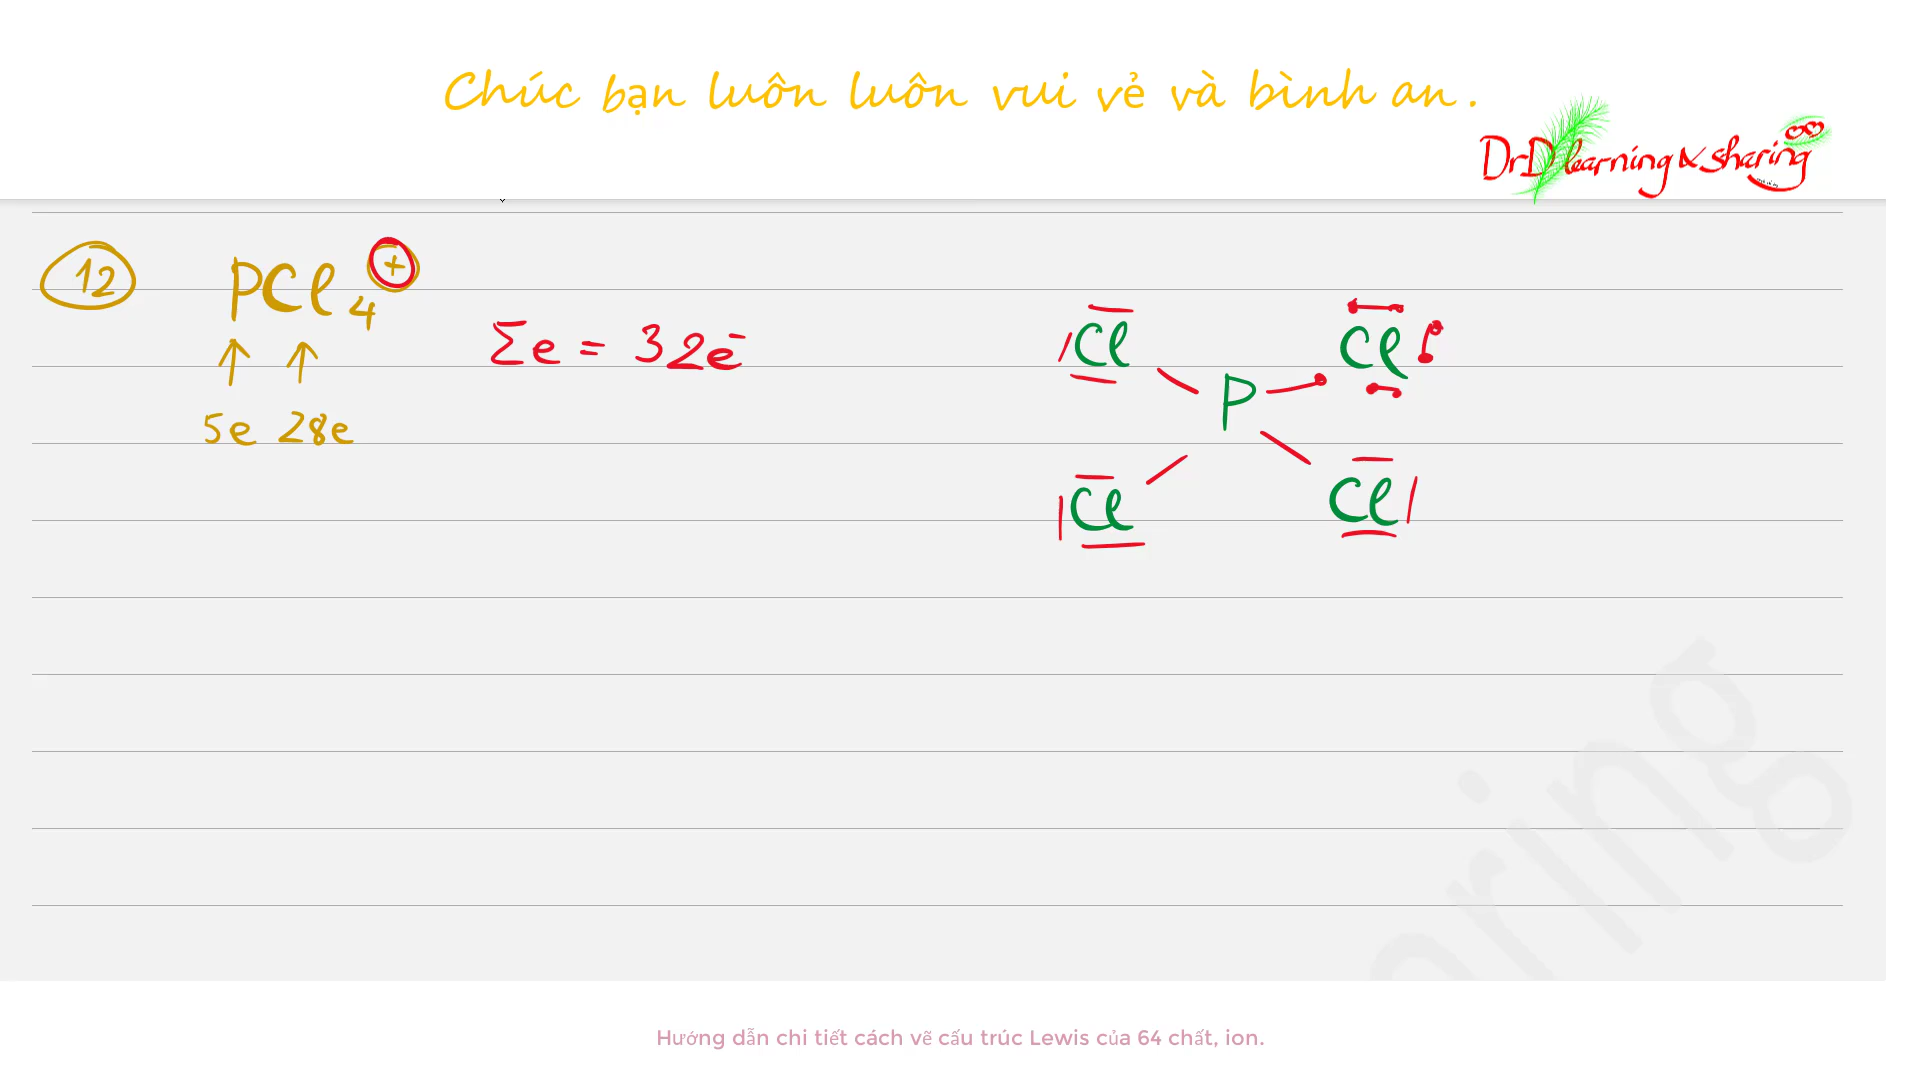 Chúc bạn luôn luôn vui vẻ và bình an.
DrD learning & sharing
12 PCl₄⁺
Σe = 32e⁻
5e 28e
Cl Cl
P
Cl Cl
ring
Hướng dẫn chi tiết cách vẽ cấu trúc Lewis của 64 chất, ion.